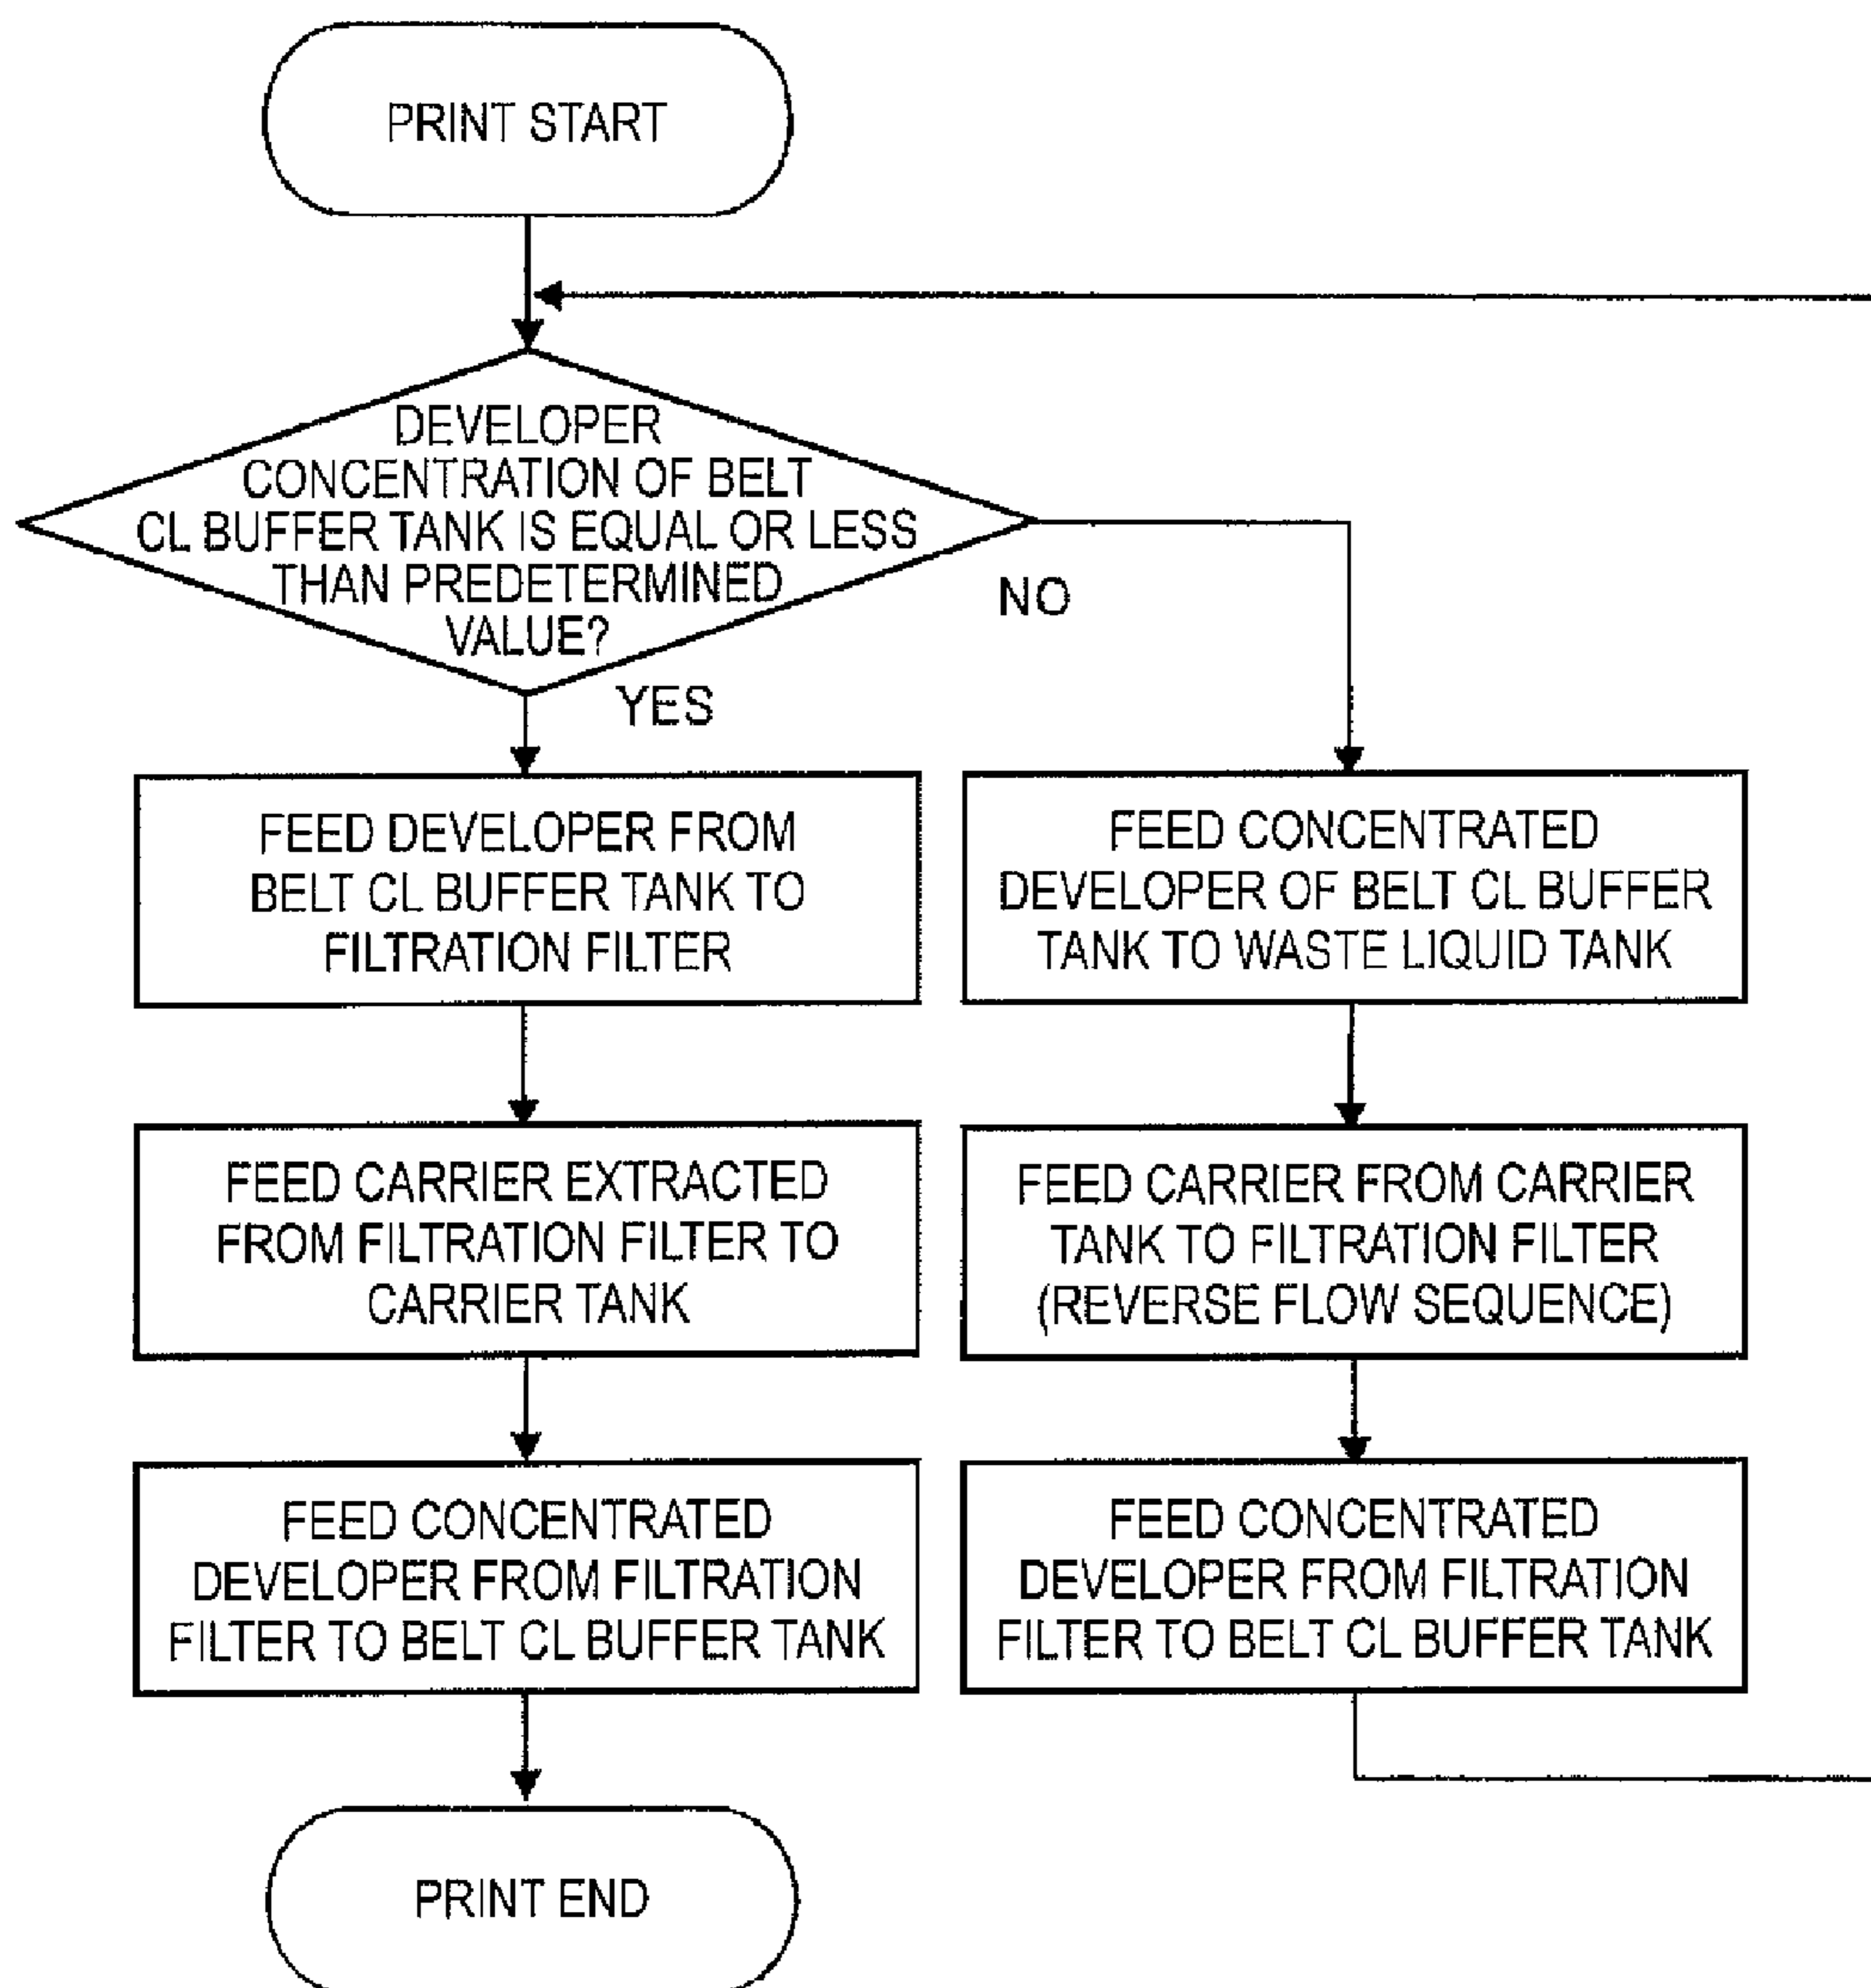 PRINT START
DEVELOPER
CONCENTRATION OF BELT
CL BUFFER TANK IS EQUAL OR LESS
THAN PREDETERMINED
VALUE?
NO
YES
FEED DEVELOPER FROM
BELT CL BUFFER TANK TO
FILTRATION FILTER
FEED CONCENTRATED
DEVELOPER OF BELT CL BUFFER
TANK TO WASTE LIQUID TANK
FEED CARRIER EXTRACTED
FROM FILTRATION FILTER TO
CARRIER TANK
FEED CARRIER FROM CARRIER
TANK TO FILTRATION FILTER
(REVERSE FLOW SEQUENCE)
FEED CONCENTRATED
DEVELOPER FROM FILTRATION
FILTER TO BELT CL BUFFER TANK
FEED CONCENTRATED
DEVELOPER FROM FILTRATION
FILTER TO BELT CL BUFFER TANK
PRINT END